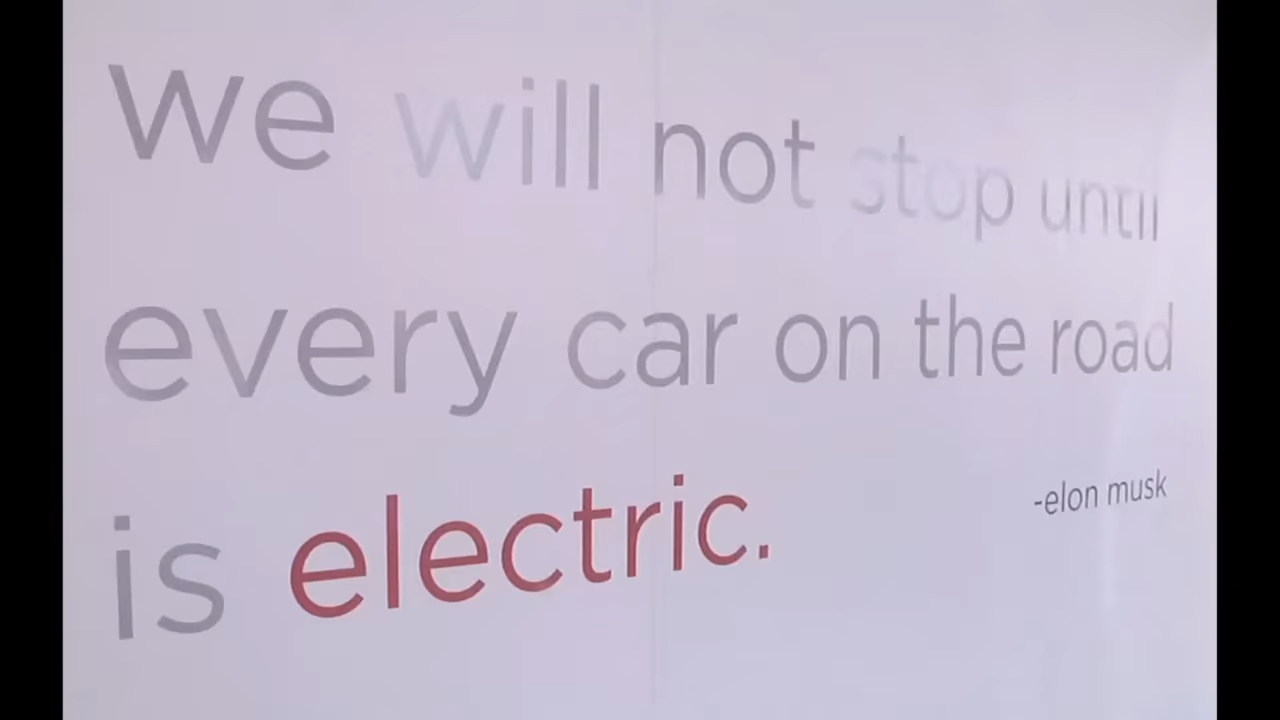 we will not stop until
every car on the road
is electric.
-elon musk